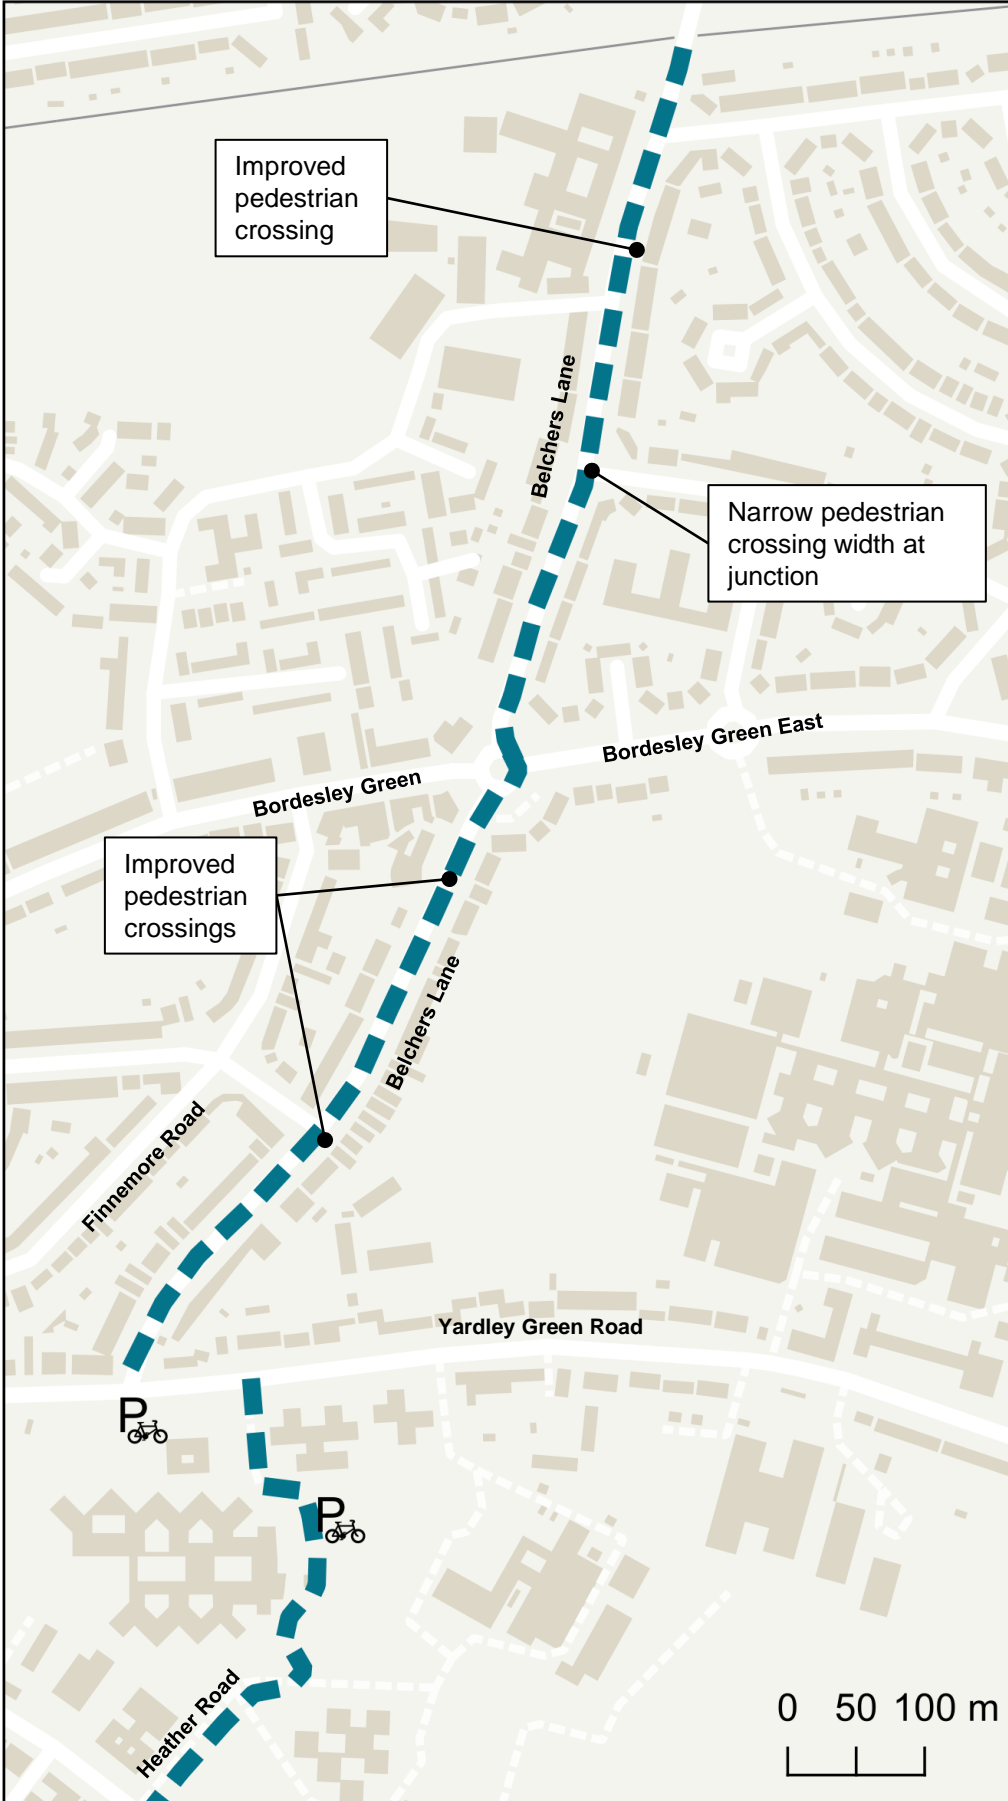 Improved
pedestrian
crossing
Belchers Lane
Narrow pedestrian
crossing width at
junction
Bordesley Green East
Bordesley Green
Improved
pedestrian
crossings
Belchers Lane
Finnemore Road
Yardley Green Road
P
P
Heather Road
0 50 100 m